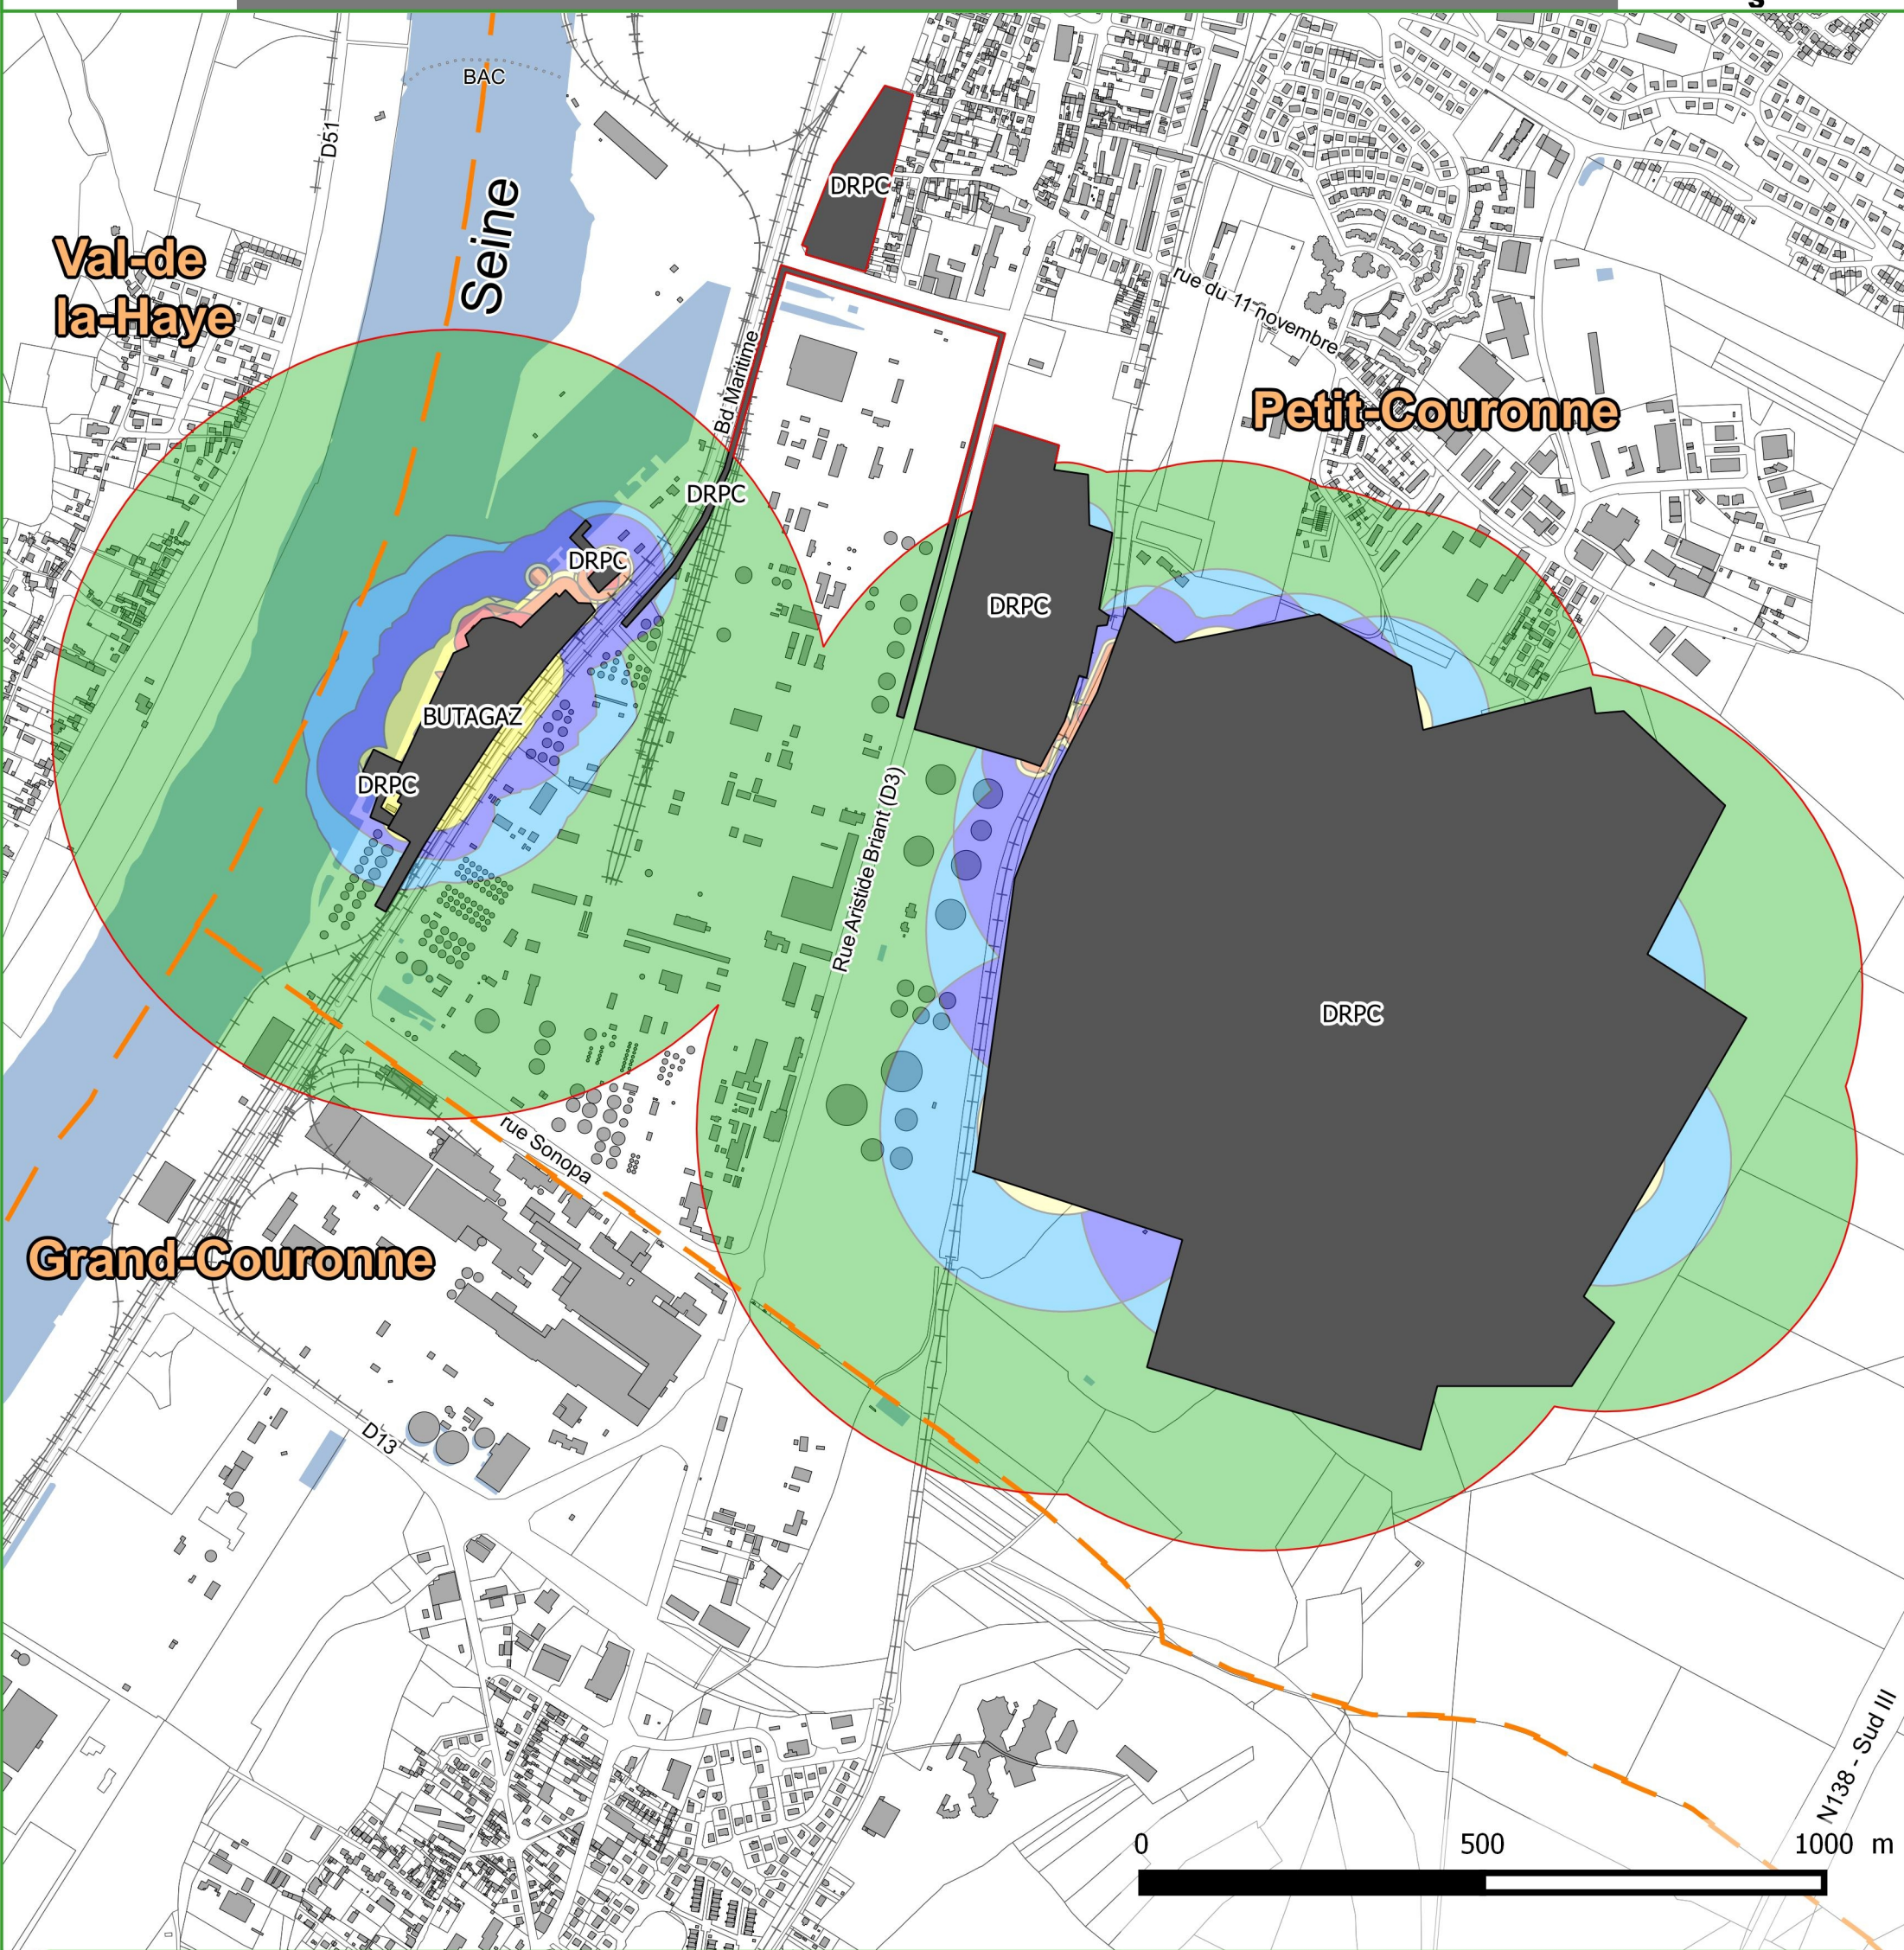 BAC
D51
Seine
DRPC
Val-de
la-Haye
rue du 11 novembre
Bd Maritime
Petit-Couronne
DRPC
DRPC
DRPC
BUTAGAZ
DRPC
Rue Aristide Briant (D3)
DRPC
rue Sonopa
Grand-Couronne
D13
N138 - Sud III
0 500 1000 m